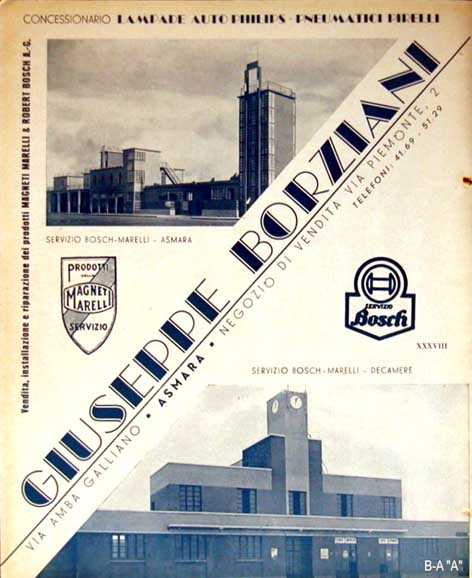 CONCESSIONARIO LAMPADE AUTO PHILIPS - PNEUMATICI PIRELLI
Vendita, installazione e riparazione dei prodotti MAGNETI MARELLI & ROBERT BOSCH A.-G.
SERVIZIO BOSCH-MARELLI - ASMARA
PRODOTTI
DELLA
MAGNETI
MARELLI
SERVIZIO
GIUSEPPE BORZIANI
VIA AMBA GALLIANO • ASMARA • NEGOZIO DI VENDITA VIA PIEMONTE, 2
TELEFONI: 41.69 - 51.29
SERVIZIO
Bosch
XXXVIII
SERVIZIO BOSCH-MARELLI - DECAMERÈ
B-A "A"